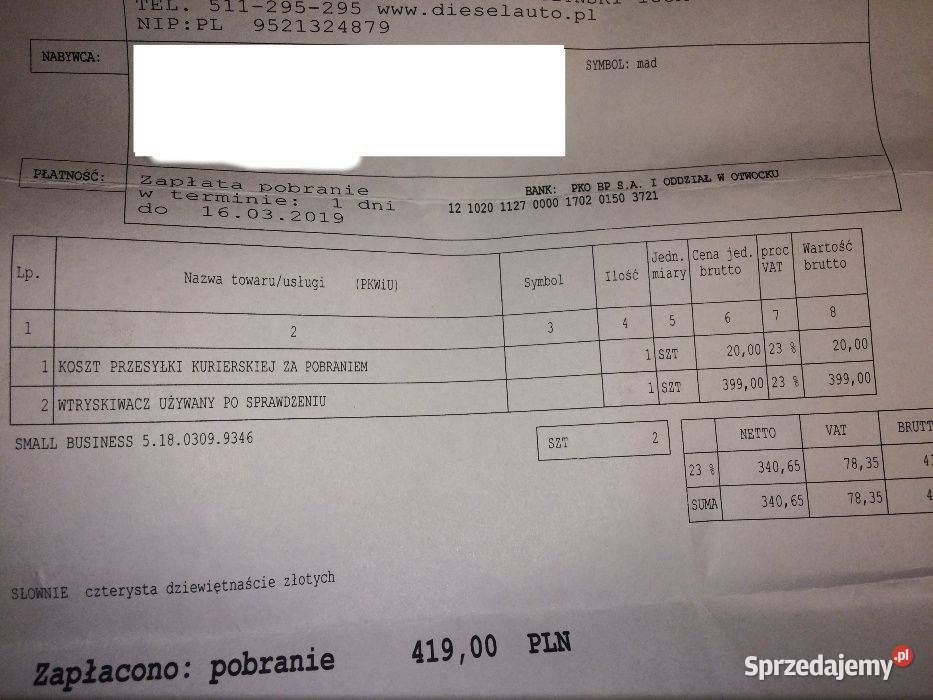 TEL. 511-295-295 www.dieselauto.pl
NIP:PL 9521324879
NABYWCA:
SYMBOL: mad
PŁATNOŚĆ:
Zapłata pobranie
w terminie: 1 dni
do 16.03.2019
BANK: PKO BP S.A. I ODDZIAŁ W OTWOCKU
12 1020 1127 0000 1702 0150 3721
Lp. Nazwa towaru/usługi (PKWiU) Symbol Ilość Jedn. miary Cena jed. brutto proc VAT Wartość brutto
1 2 3 4 5 6 7 8
1 KOSZT PRZESYŁKI KURIERSKIEJ ZA POBRANIEM 1 SZT 20,00 23 % 20,00
2 WTRYSKIWACZ UŻYWANY PO SPRAWDZENIU 1 SZT 399,00 23 % 399,00
SMALL BUSINESS 5.18.0309.9346
SZT 2
NETTO VAT BRUTT
23 % 340,65 78,35
SUMA 340,65 78,35
SŁOWNIE czterysta dziewiętnaście złotych
Zapłacono: pobranie 419,00 PLN
Sprzedajemy.pl